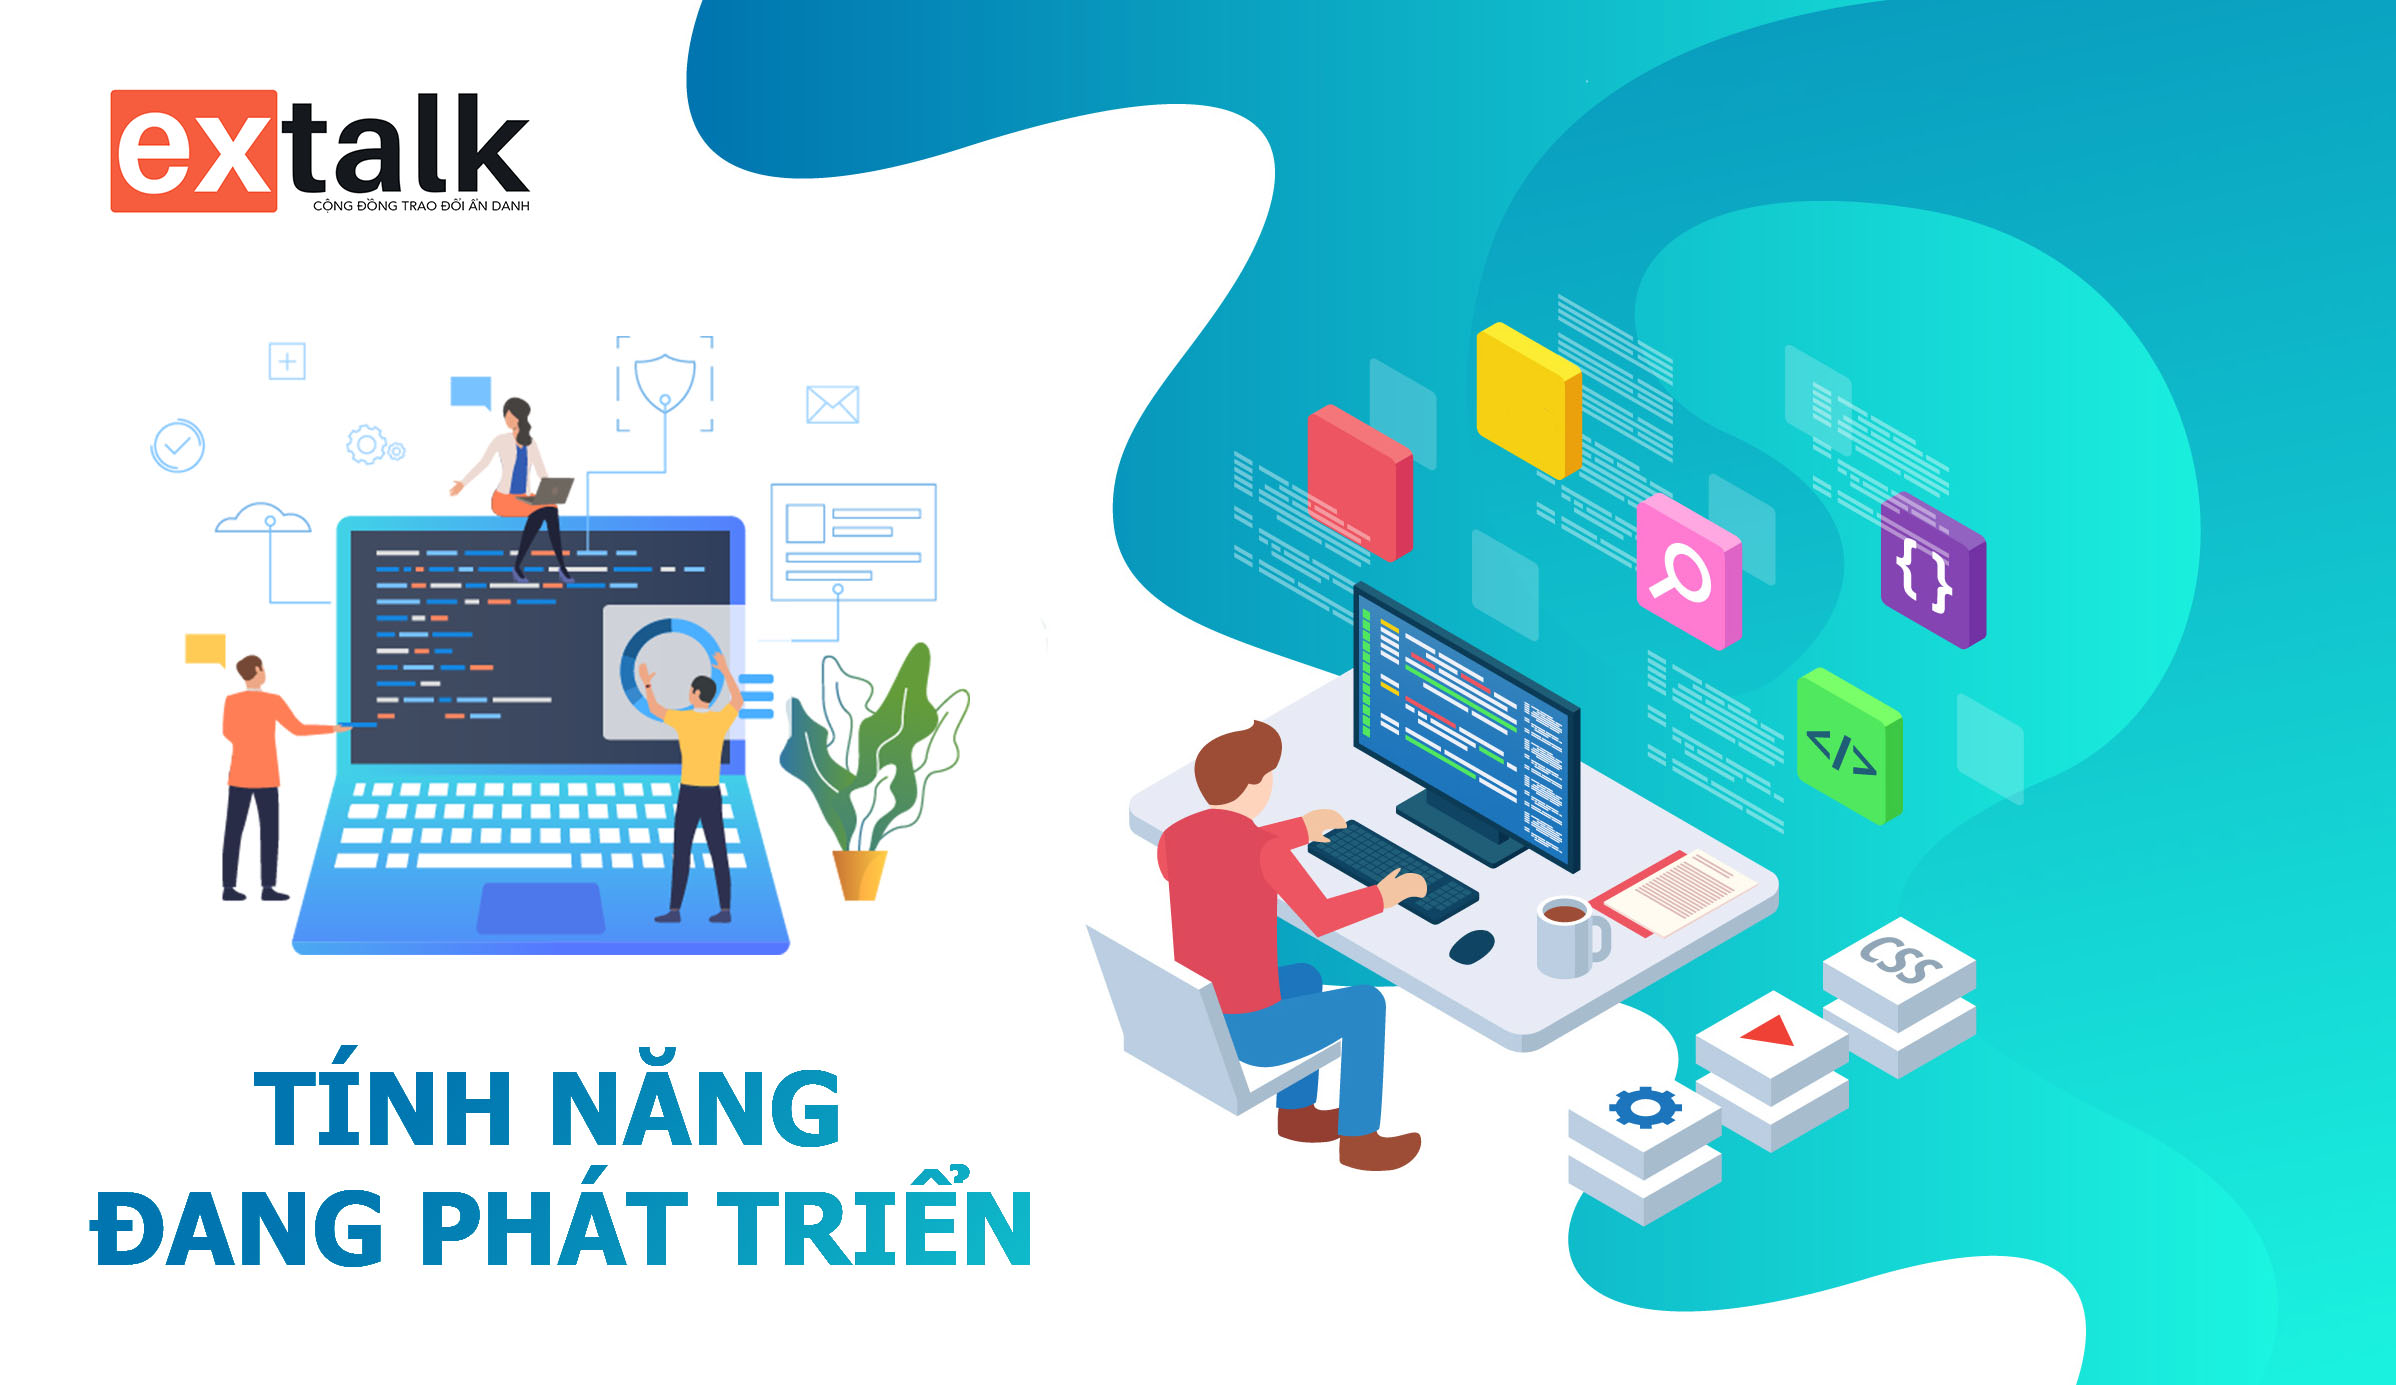 extalk
CỘNG ĐỒNG TRAO ĐỔI ẨN DANH
{}
</>
CSS
TÍNH NĂNG
ĐANG PHÁT TRIỂN